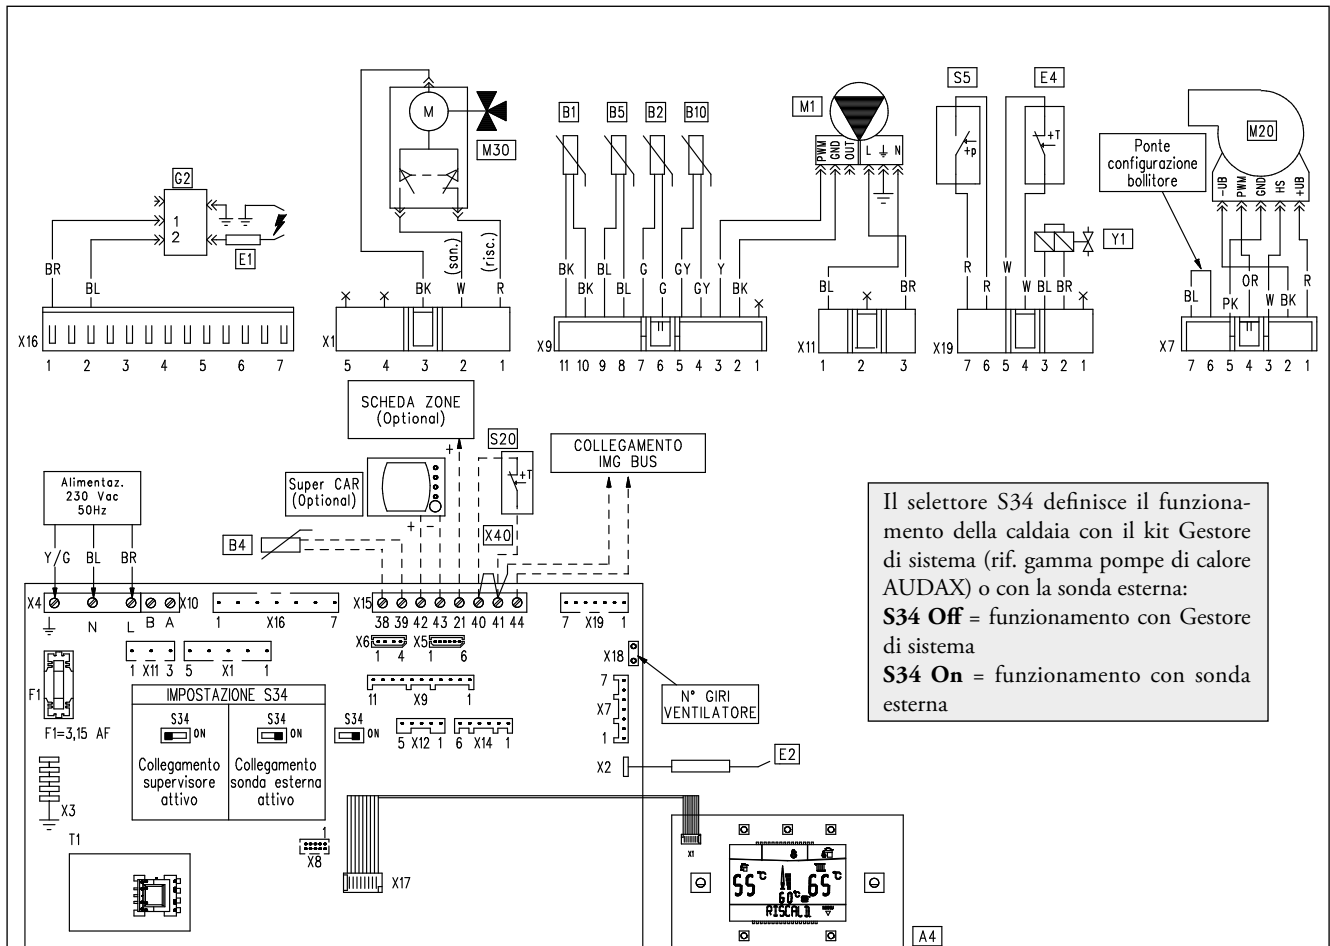 S5 E4
B1 B5 B2 B10 M1
M M20
M30 PWM GND OUT L N +P +T
Ponte
configurazione
bollitore
-UB PWM GND HS +UB
G2
1
2
E1 Y1
(san.) (risc.)
BR BL BK W R
BK BK BL BL G G GY GY Y BK
BL BR
R R W W BL BR
BL PK OR W BK R
X16 X1 X9 X11 X19 X7
1 2 3 4 5 6 7
5 4 3 2 1
11 10 9 8 7 6 5 4 3 2 1
1 2 3
7 6 5 4 3 2 1
7 6 5 4 3 2 1
SCHEDA ZONE
(Optional)
S20
COLLEGAMENTO
IMG BUS
+T
Alimentaz.
230 Vac
50Hz
Super CAR
(Optional)
+
+ -
X40
B4
Y/G BL BR
Il selettore S34 definisce il funziona-
mento della caldaia con il kit Gestore
di sistema (rif. gamma pompe di calore
AUDAX) o con la sonda esterna:
S34 Off = funzionamento con Gestore
di sistema
S34 On = funzionamento con sonda
esterna
X4 X10 X15
N L B A
1 X16 7
38 39 42 43 21 40 41 44
7 X19 1
X6 X5
1 4 1 6
1 X11 3 5 X1 1
X18
F1
IMPOSTAZIONE S34
11 X9 1
7
X7
1
N° GIRI
VENTILATORE
S34 S34 S34
ON ON ON
F1=3,15 AF
5 X12 1 6 X14 1
Collegamento
supervisore
attivo
Collegamento
sonda esterna
attivo
X2 E2
X3
T1
1
X8
X17
X1
55 °C
60 °C
65 °C
RISCALD
A4